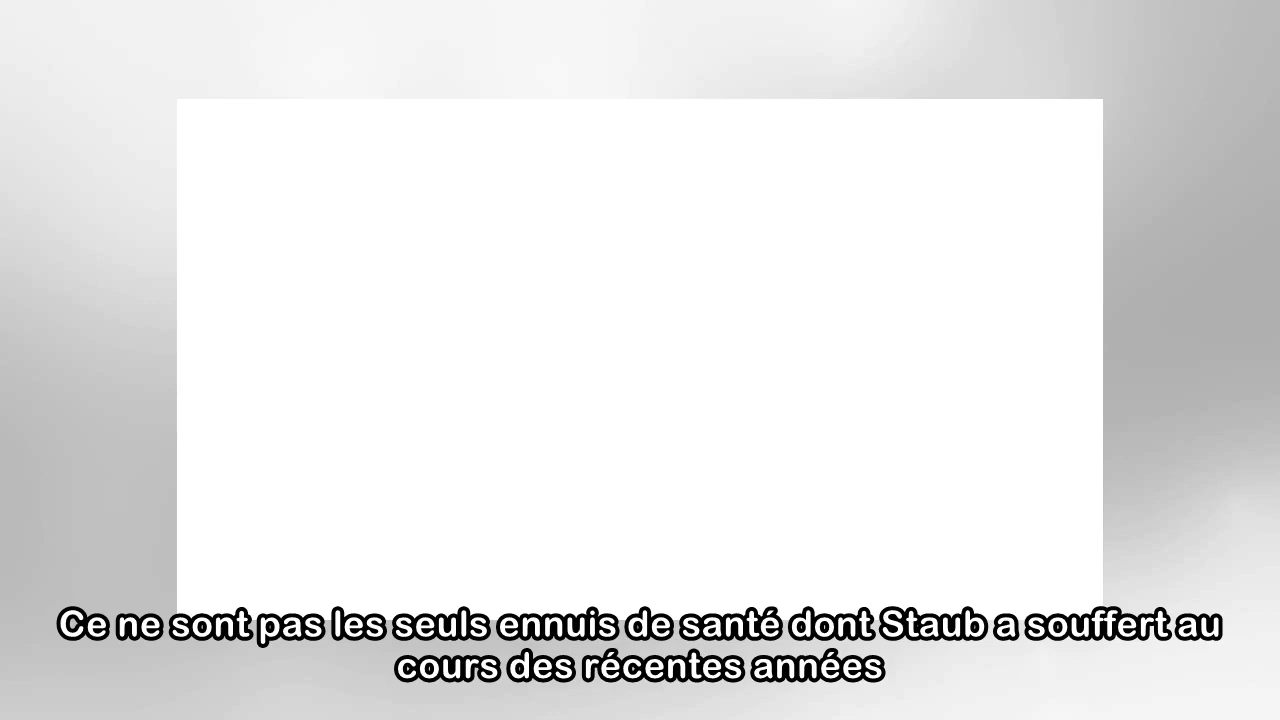 Ce ne sont pas les seuls ennuis de santé dont Staub a souffert au
cours des récentes années